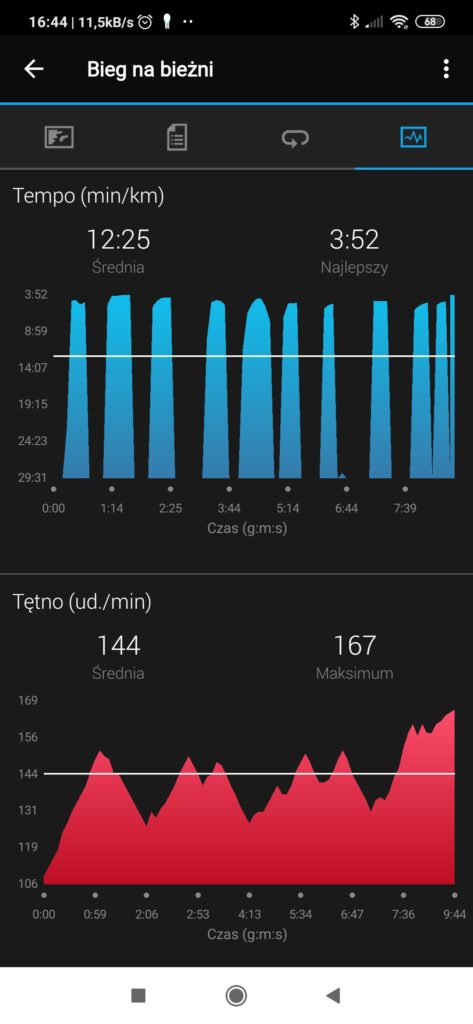 16:44 | 11,5kB/s
68
Bieg na bieżni
Tempo (min/km)
12:25 3:52
Średnia Najlepszy
3:52
8:59
14:07
19:15
24:23
29:31
0:00 1:14 2:25 3:44 5:14 6:44 7:39
Czas (g:m:s)
Tętno (ud./min)
144 167
Średnia Maksimum
169
156
144
131
119
106
0:00 0:59 2:06 2:53 4:13 5:34 6:47 7:36 9:44
Czas (g:m:s)